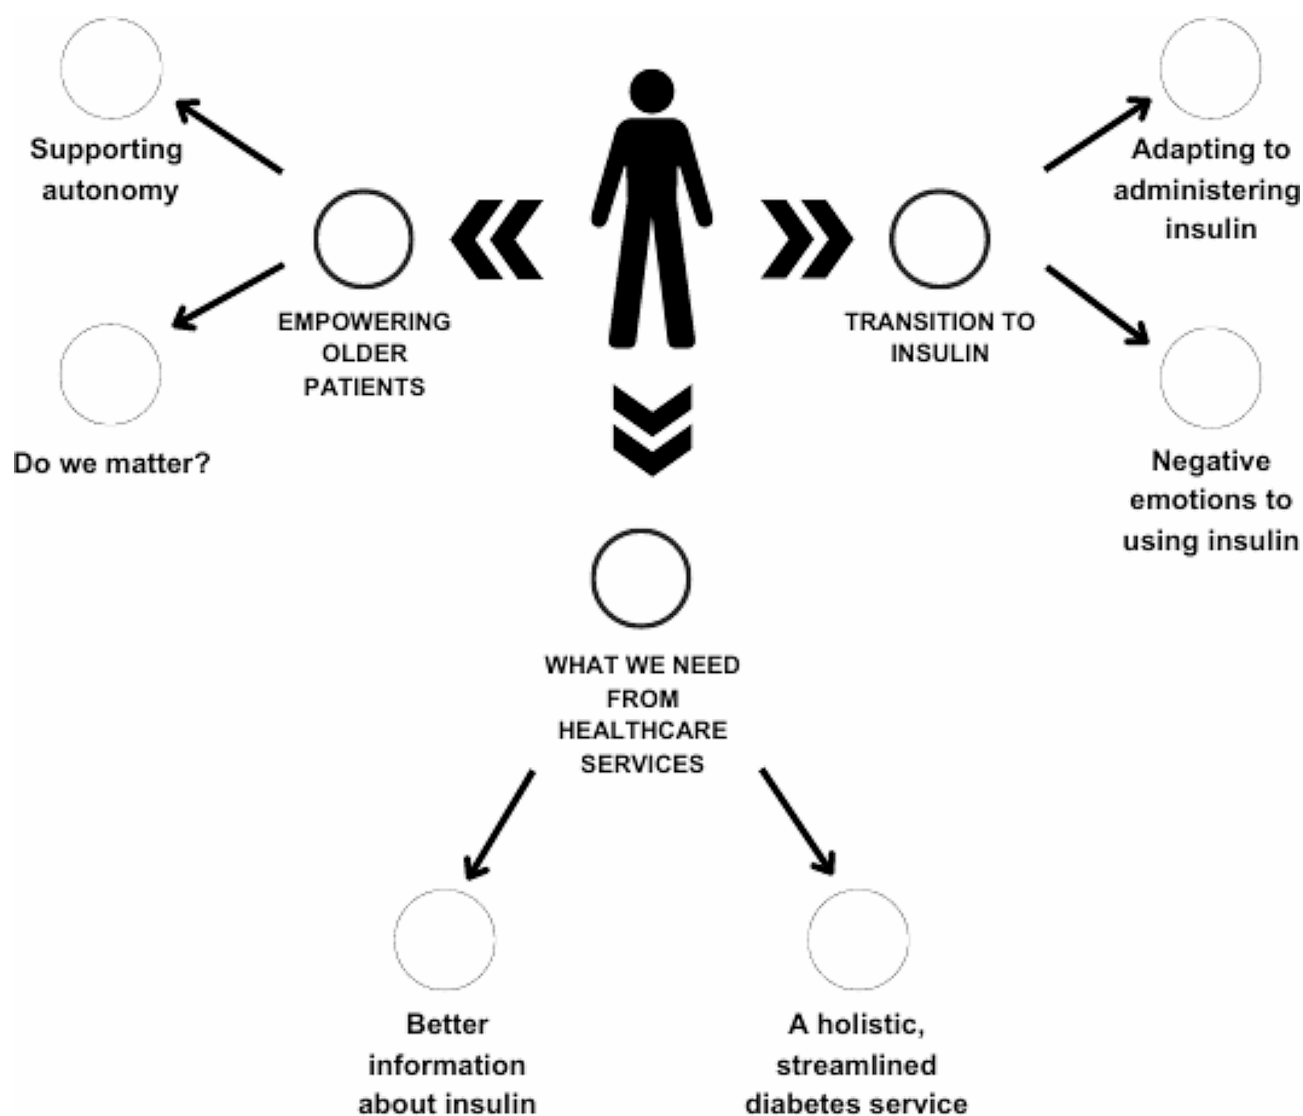 Supporting
autonomy
Do we matter?
EMPOWERING
OLDER
PATIENTS
TRANSITION TO
INSULIN
Adapting to
administering
insulin
Negative
emotions to
using insulin
WHAT WE NEED
FROM
HEALTHCARE
SERVICES
Better
information
about insulin
A holistic,
streamlined
diabetes service